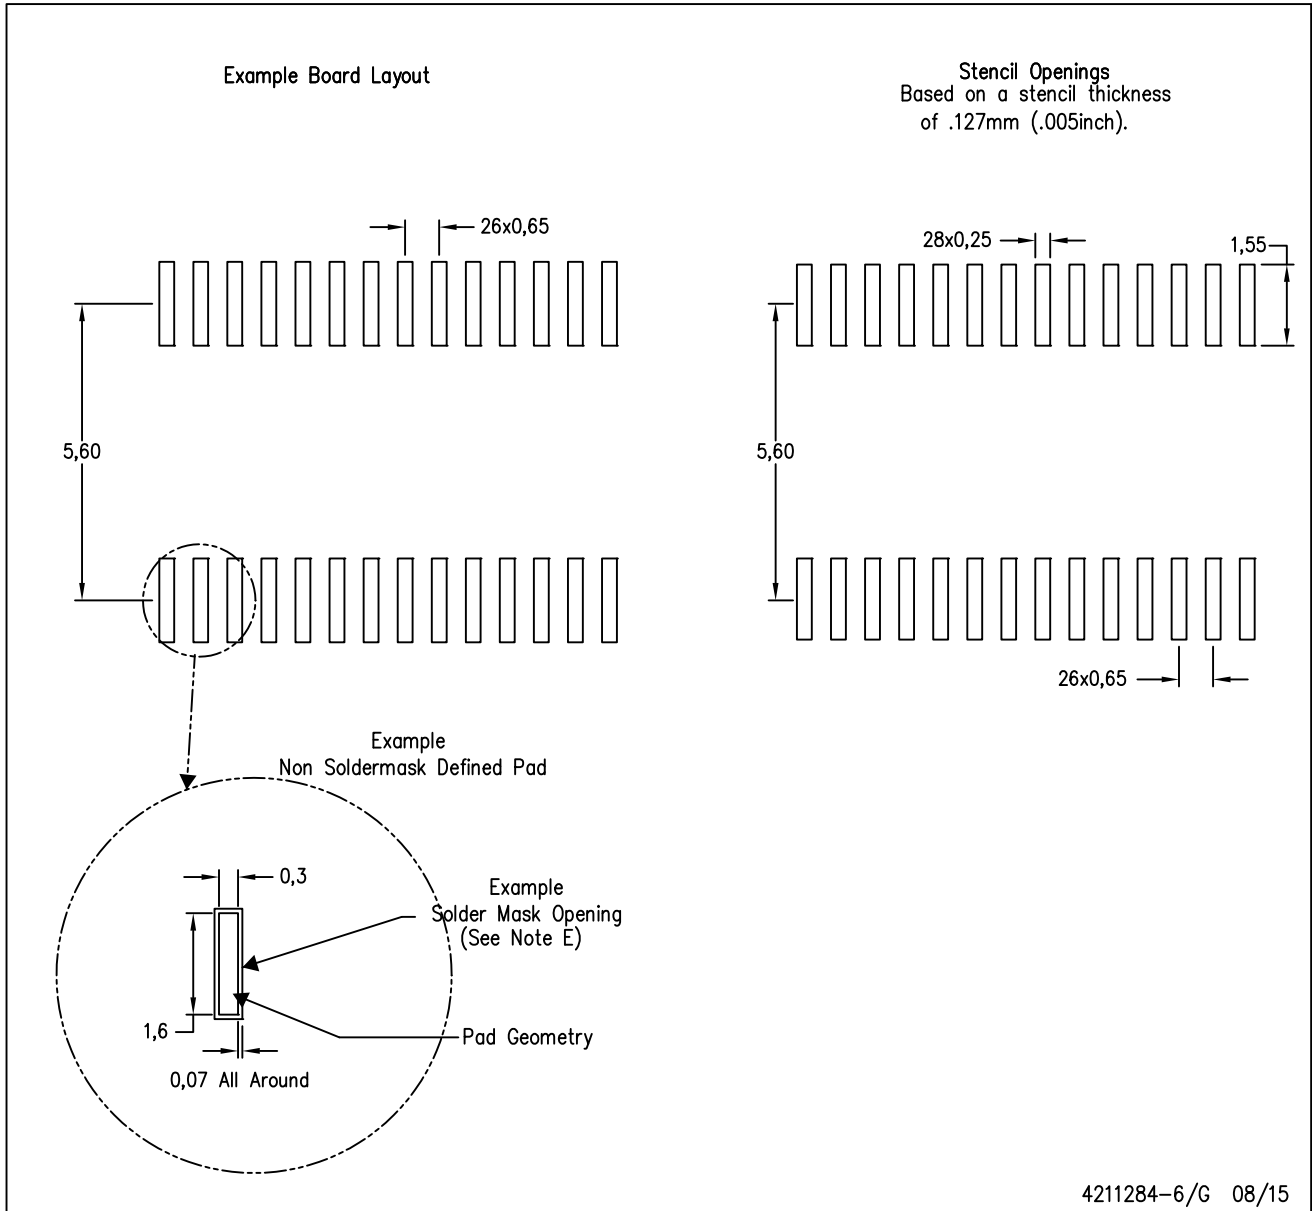 Example Board Layout
Stencil Openings
Based on a stencil thickness
of .127mm (.005inch).
26x0,65
28x0,25
1,55
5,60
5,60
26x0,65
Example
Non Soldermask Defined Pad
0,3
Example
Solder Mask Opening
(See Note E)
1,6
Pad Geometry
0,07 All Around
4211284-6/G 08/15